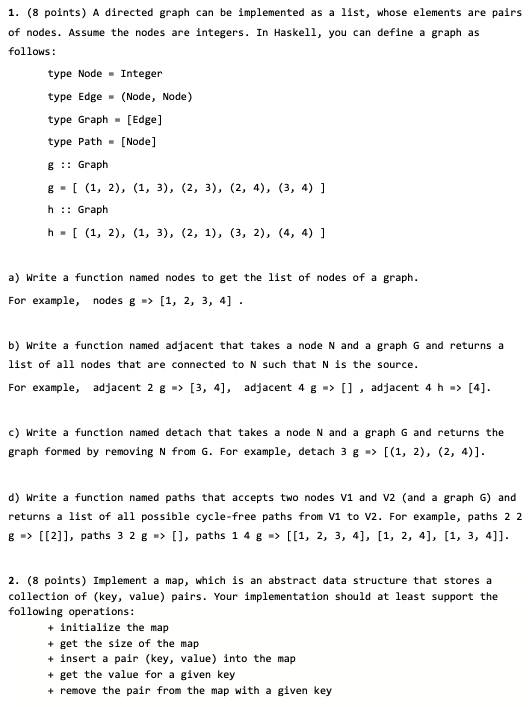 1. (8 points) A directed graph can be implemented as a list, whose elements are pairs
of nodes. Assume the nodes are integers. In Haskell, you can define a graph as
follows:
type Node = Integer
type Edge = (Node, Node)
type Graph = [Edge]
type Path = [Node]
g :: Graph
g = [ (1, 2), (1, 3), (2, 3), (2, 4), (3, 4) ]
h :: Graph
h = [ (1, 2), (1, 3), (2, 1), (3, 2), (4, 4) ]
a) Write a function named nodes to get the list of nodes of a graph.
For example, nodes g => [1, 2, 3, 4] .
b) Write a function named adjacent that takes a node N and a graph G and returns a
list of all nodes that are connected to N such that N is the source.
For example, adjacent 2 g => [3, 4], adjacent 4 g => [] , adjacent 4 h => [4].
c) Write a function named detach that takes a node N and a graph G and returns the
graph formed by removing N from G. For example, detach 3 g => [(1, 2), (2, 4)].
d) Write a function named paths that accepts two nodes V1 and V2 (and a graph G) and
returns a list of all possible cycle-free paths from V1 to V2. For example, paths 2 2
g => [[2]], paths 3 2 g => [], paths 1 4 g => [[1, 2, 3, 4], [1, 2, 4], [1, 3, 4]].
2. (8 points) Implement a map, which is an abstract data structure that stores a
collection of (key, value) pairs. Your implementation should at least support the
following operations:
+ initialize the map
+ get the size of the map
+ insert a pair (key, value) into the map
+ get the value for a given key
+ remove the pair from the map with a given key